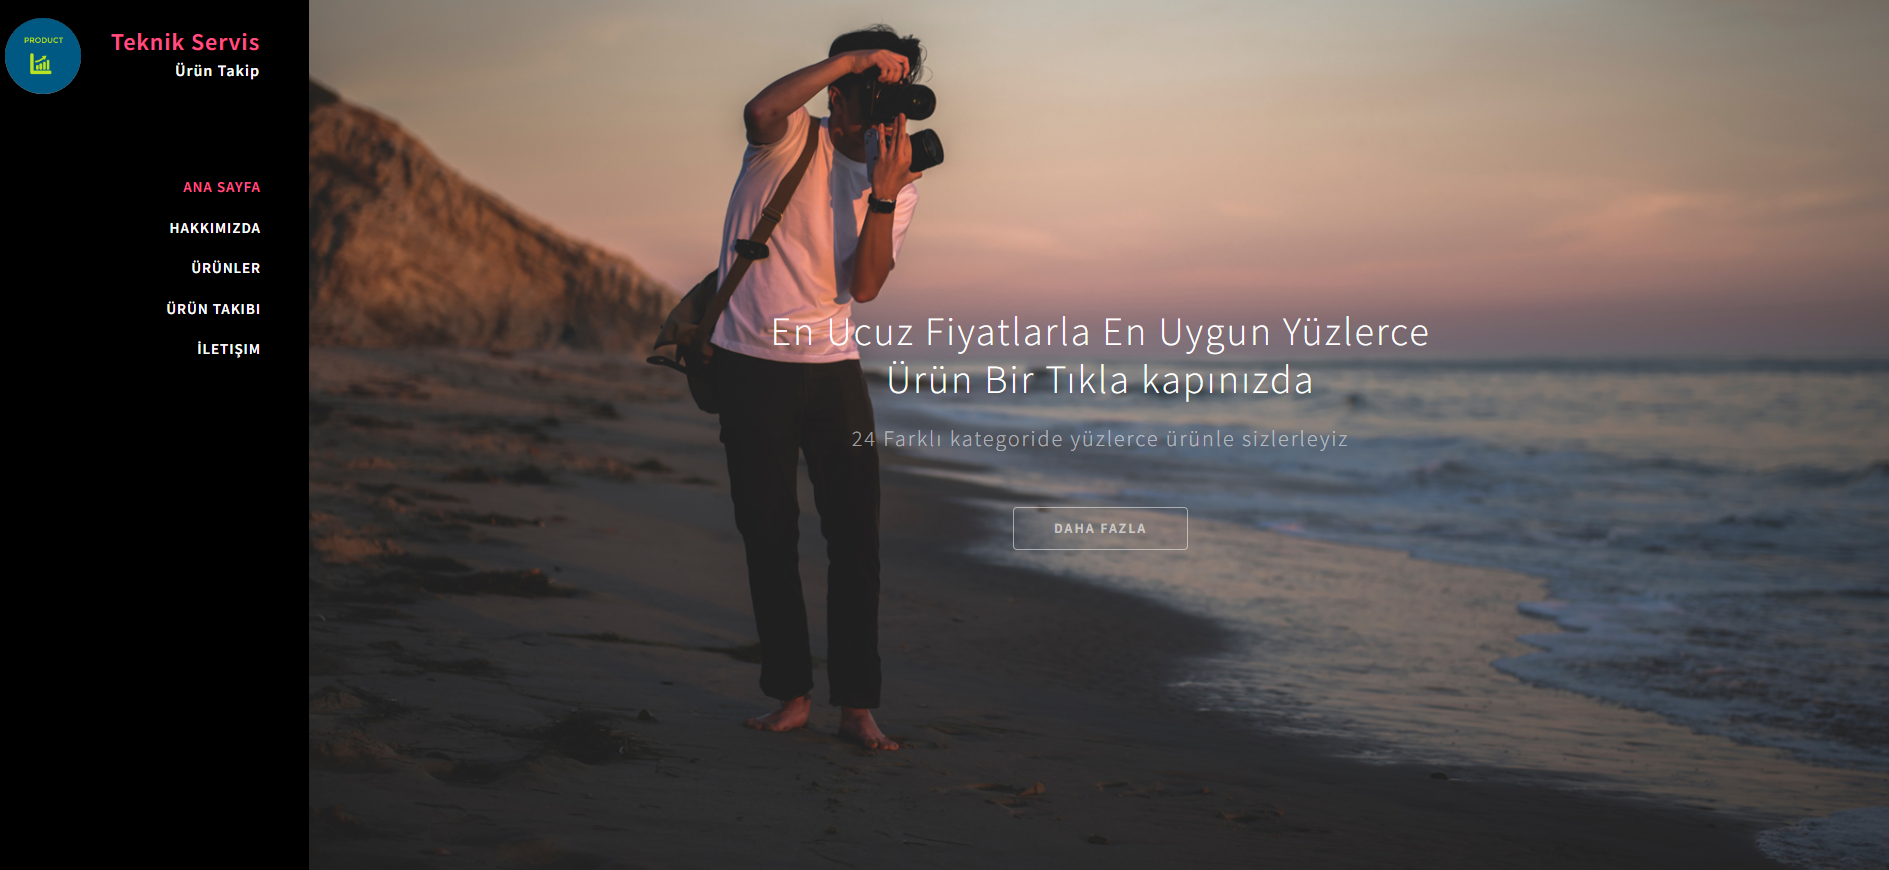 PRODUCT
Teknik Servis
Ürün Takip
ANA SAYFA
HAKKIMIZDA
ÜRÜNLER
ÜRÜN TAKIBI
İLETIŞIM
En Ucuz Fiyatlarla En Uygun Yüzlerce
Ürün Bir Tıkla kapınızda
24 Farklı kategoride yüzlerce ürünle sizlerleyiz
DAHA FAZLA